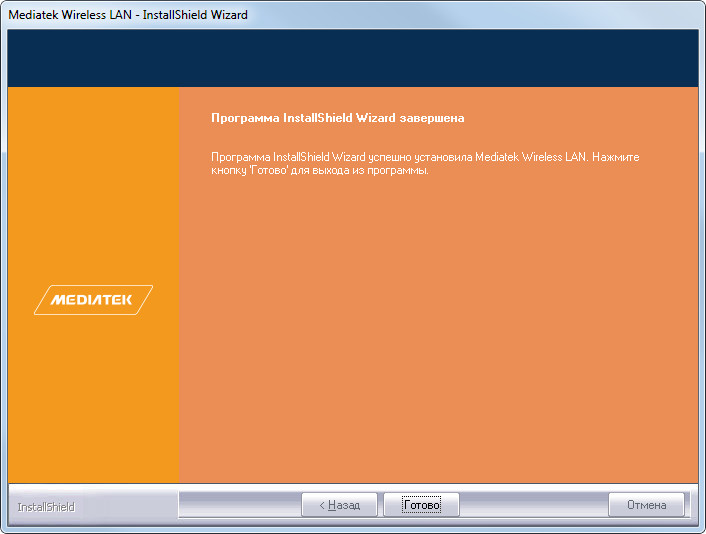 Mediatek Wireless LAN - InstallShield Wizard
Программа InstallShield Wizard завершена
Программа InstallShield Wizard успешно установила Mediatek Wireless LAN. Нажмите
кнопку 'Готово' для выхода из программы.
MEDIATEK
InstallShield
< Назад
Готово
Отмена